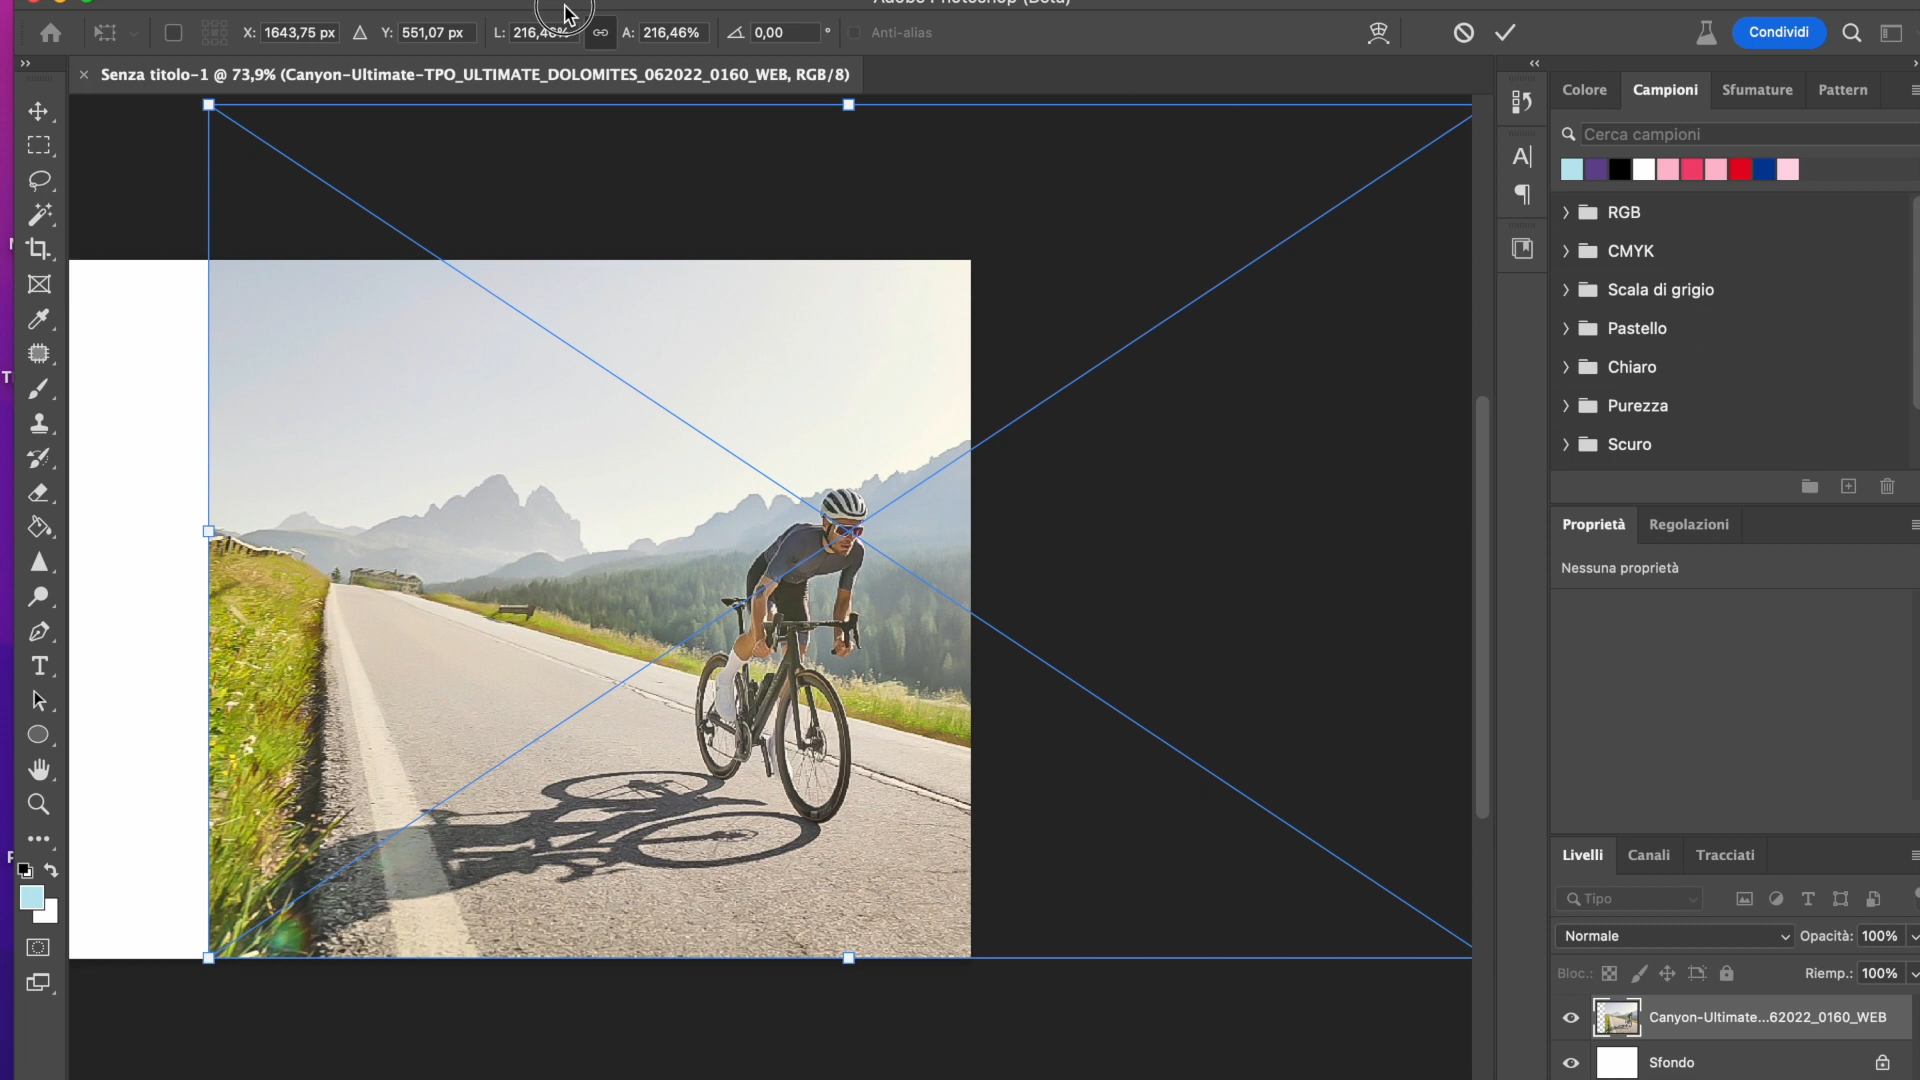 X: 1643,75 px
Y: 551,07 px
L: 216,46%
A: 216,46%
0,00 °
Anti-alias
Condividi
Senza titolo-1 @ 73,9% (Canyon-Ultimate-TPO_ULTIMATE_DOLOMITES_062022_0160_WEB, RGB/8)
Colore Campioni Sfumature Pattern
Cerca campioni
RGB
CMYK
Scala di grigio
Pastello
Chiaro
Purezza
Scuro
Proprietà Regolazioni
Nessuna proprietà
Livelli Canali Tracciati
Tipo
Normale Opacità: 100%
Bloc.: Riemp.: 100%
Canyon-Ultimate...62022_0160_WEB
Sfondo